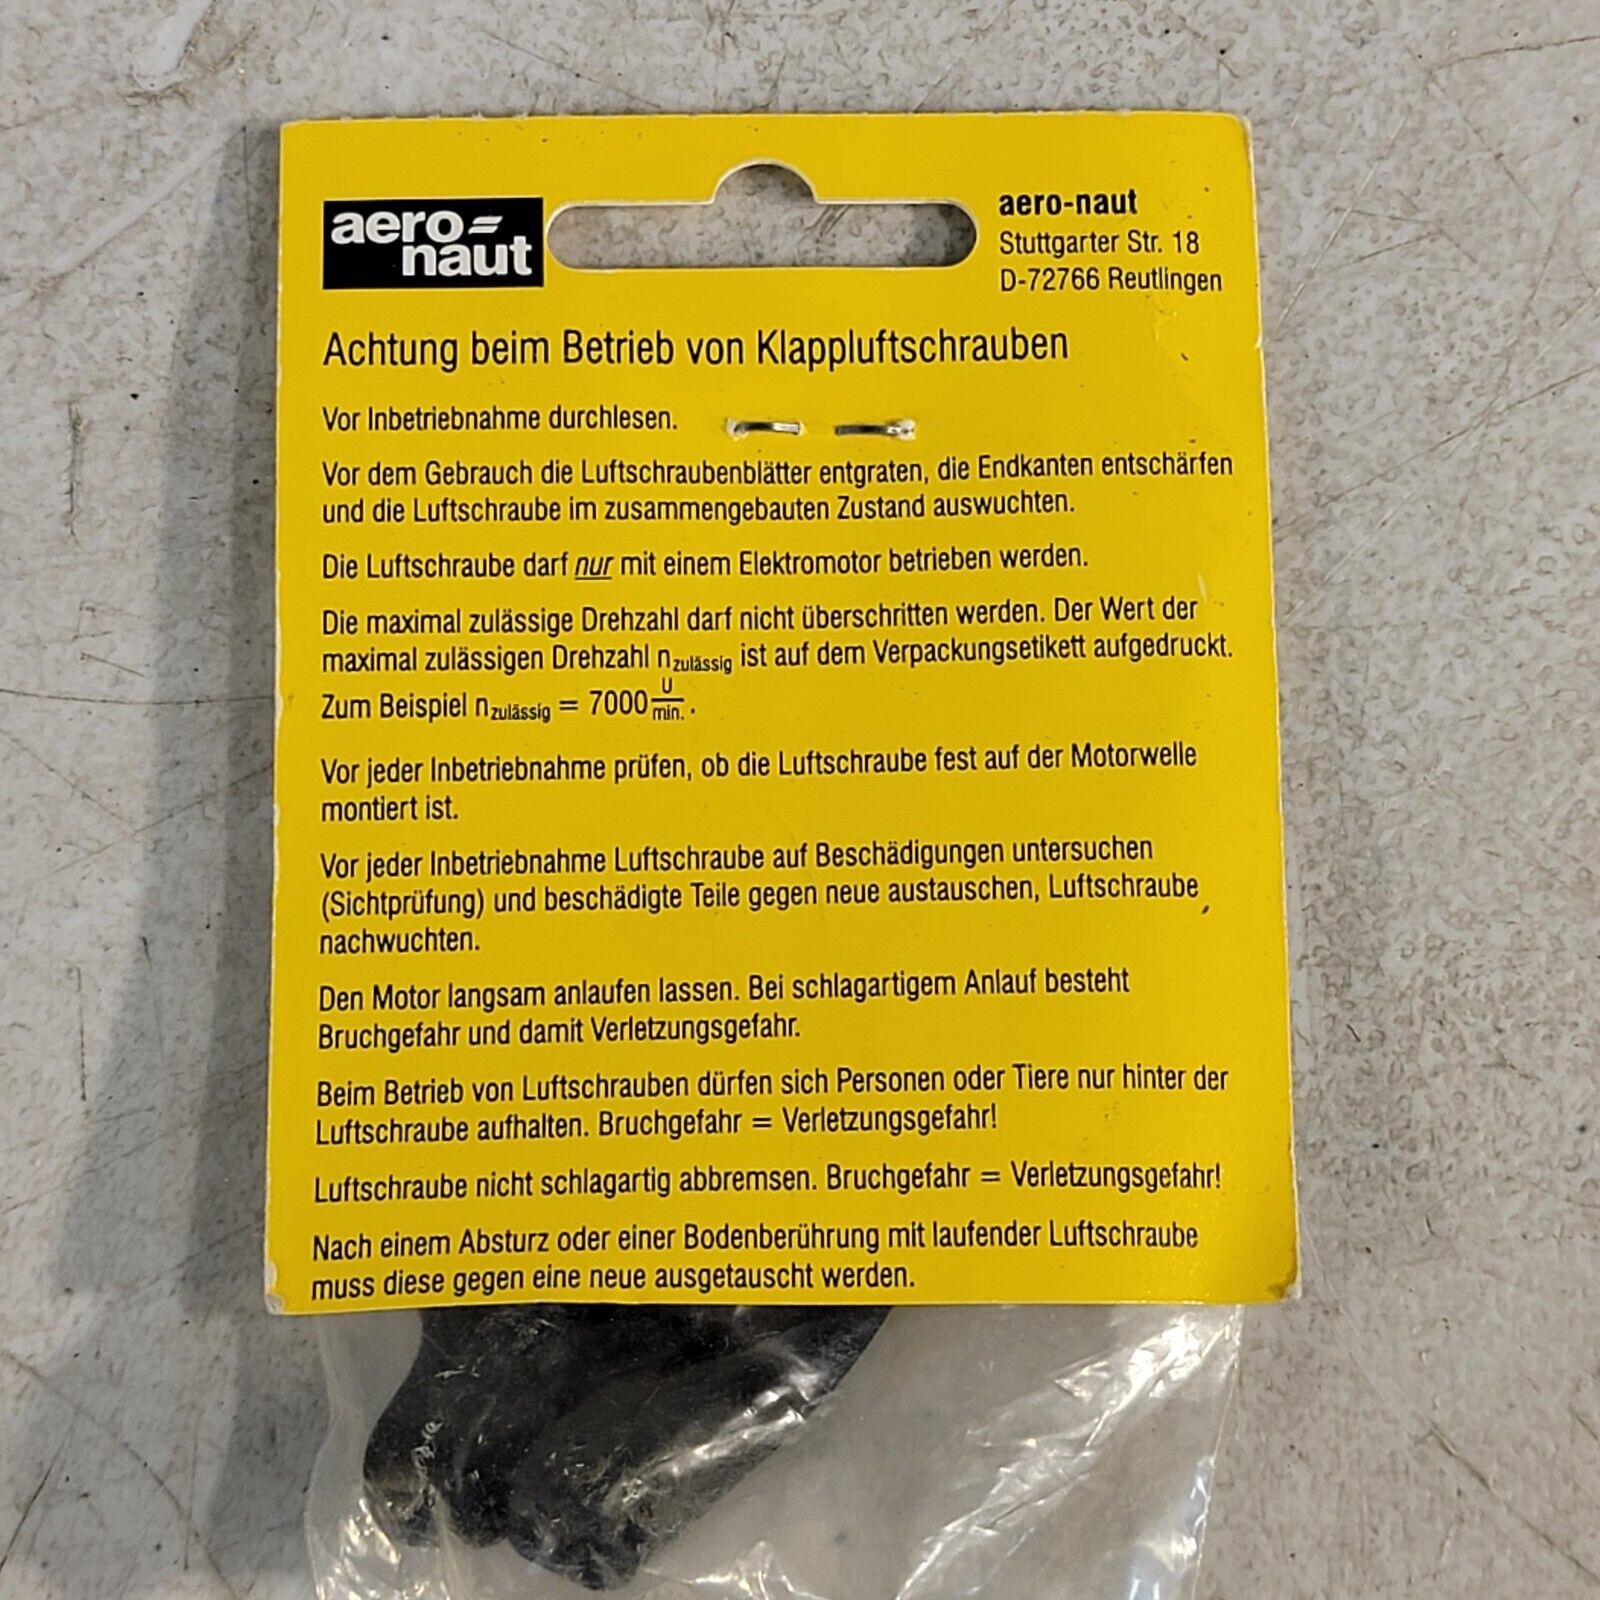 aero=
naut
aero-naut
Stuttgarter Str. 18
D-72766 Reutlingen
Achtung beim Betrieb von Klappluftschrauben
Vor Inbetriebnahme durchlesen.
Vor dem Gebrauch die Luftschraubenblätter entgraten, die Endkanten entschärfen
und die Luftschraube im zusammengebauten Zustand auswuchten.
Die Luftschraube darf nur mit einem Elektromotor betrieben werden.
Die maximal zulässige Drehzahl darf nicht überschritten werden. Der Wert der
maximal zulässigen Drehzahl n zulässig ist auf dem Verpackungsetikett aufgedruckt.
Zum Beispiel n zulässig = 7000 U/min..
Vor jeder Inbetriebnahme prüfen, ob die Luftschraube fest auf der Motorwelle
montiert ist.
Vor jeder Inbetriebnahme Luftschraube auf Beschädigungen untersuchen
(Sichtprüfung) und beschädigte Teile gegen neue austauschen, Luftschraube
nachwuchten.
Den Motor langsam anlaufen lassen. Bei schlagartigem Anlauf besteht
Bruchgefahr und damit Verletzungsgefahr.
Beim Betrieb von Luftschrauben dürfen sich Personen oder Tiere nur hinter der
Luftschraube aufhalten. Bruchgefahr = Verletzungsgefahr!
Luftschraube nicht schlagartig abbremsen. Bruchgefahr = Verletzungsgefahr!
Nach einem Absturz oder einer Bodenberührung mit laufender Luftschraube
muss diese gegen eine neue ausgetauscht werden.